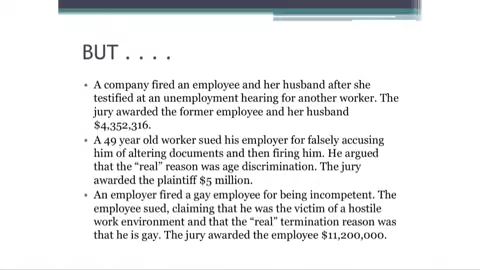 BUT . . . .
• A company fired an employee and her husband after she
testified at an unemployment hearing for another worker. The
jury awarded the former employee and her husband
$4,352,316.
• A 49 year old worker sued his employer for falsely accusing
him of altering documents and then firing him. He argued
that the “real” reason was age discrimination. The jury
awarded the plaintiff $5 million.
• An employer fired a gay employee for being incompetent. The
employee sued, claiming that he was the victim of a hostile
work environment and that the “real” termination reason was
that he is gay. The jury awarded the employee $11,200,000.